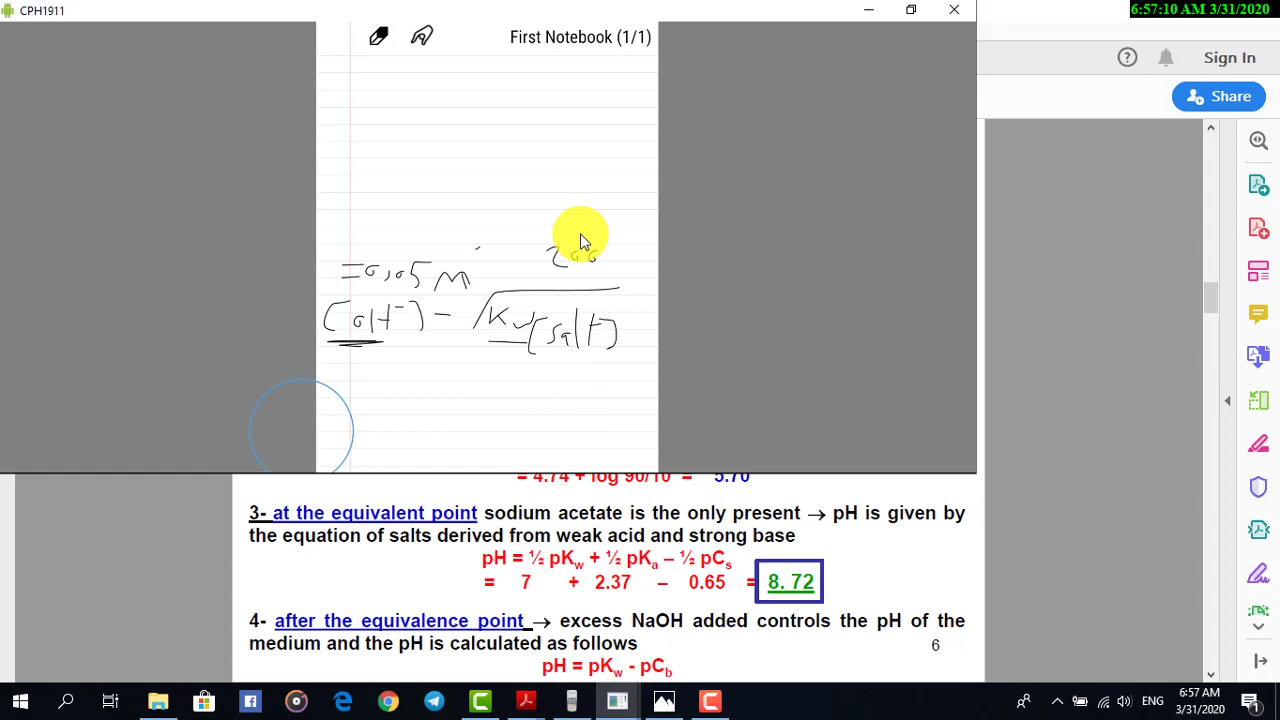 CPH1911
6:57:10 AM 3/31/2020
First Notebook (1/1)
Sign In
Share
200
=0,05 M
[OH⁻] = √Kw[Salt]
= 4.74 + log 90/10 = 5.70
3- at the equivalent point sodium acetate is the only present → pH is given by
the equation of salts derived from weak acid and strong base
pH = ½ pKw + ½ pKa – ½ pCs
= 7 + 2.37 – 0.65 = 8. 72
4- after the equivalence point → excess NaOH added controls the pH of the
medium and the pH is calculated as follows
6
pH = pKw - pCb
ENG
6:57 AM
3/31/2020